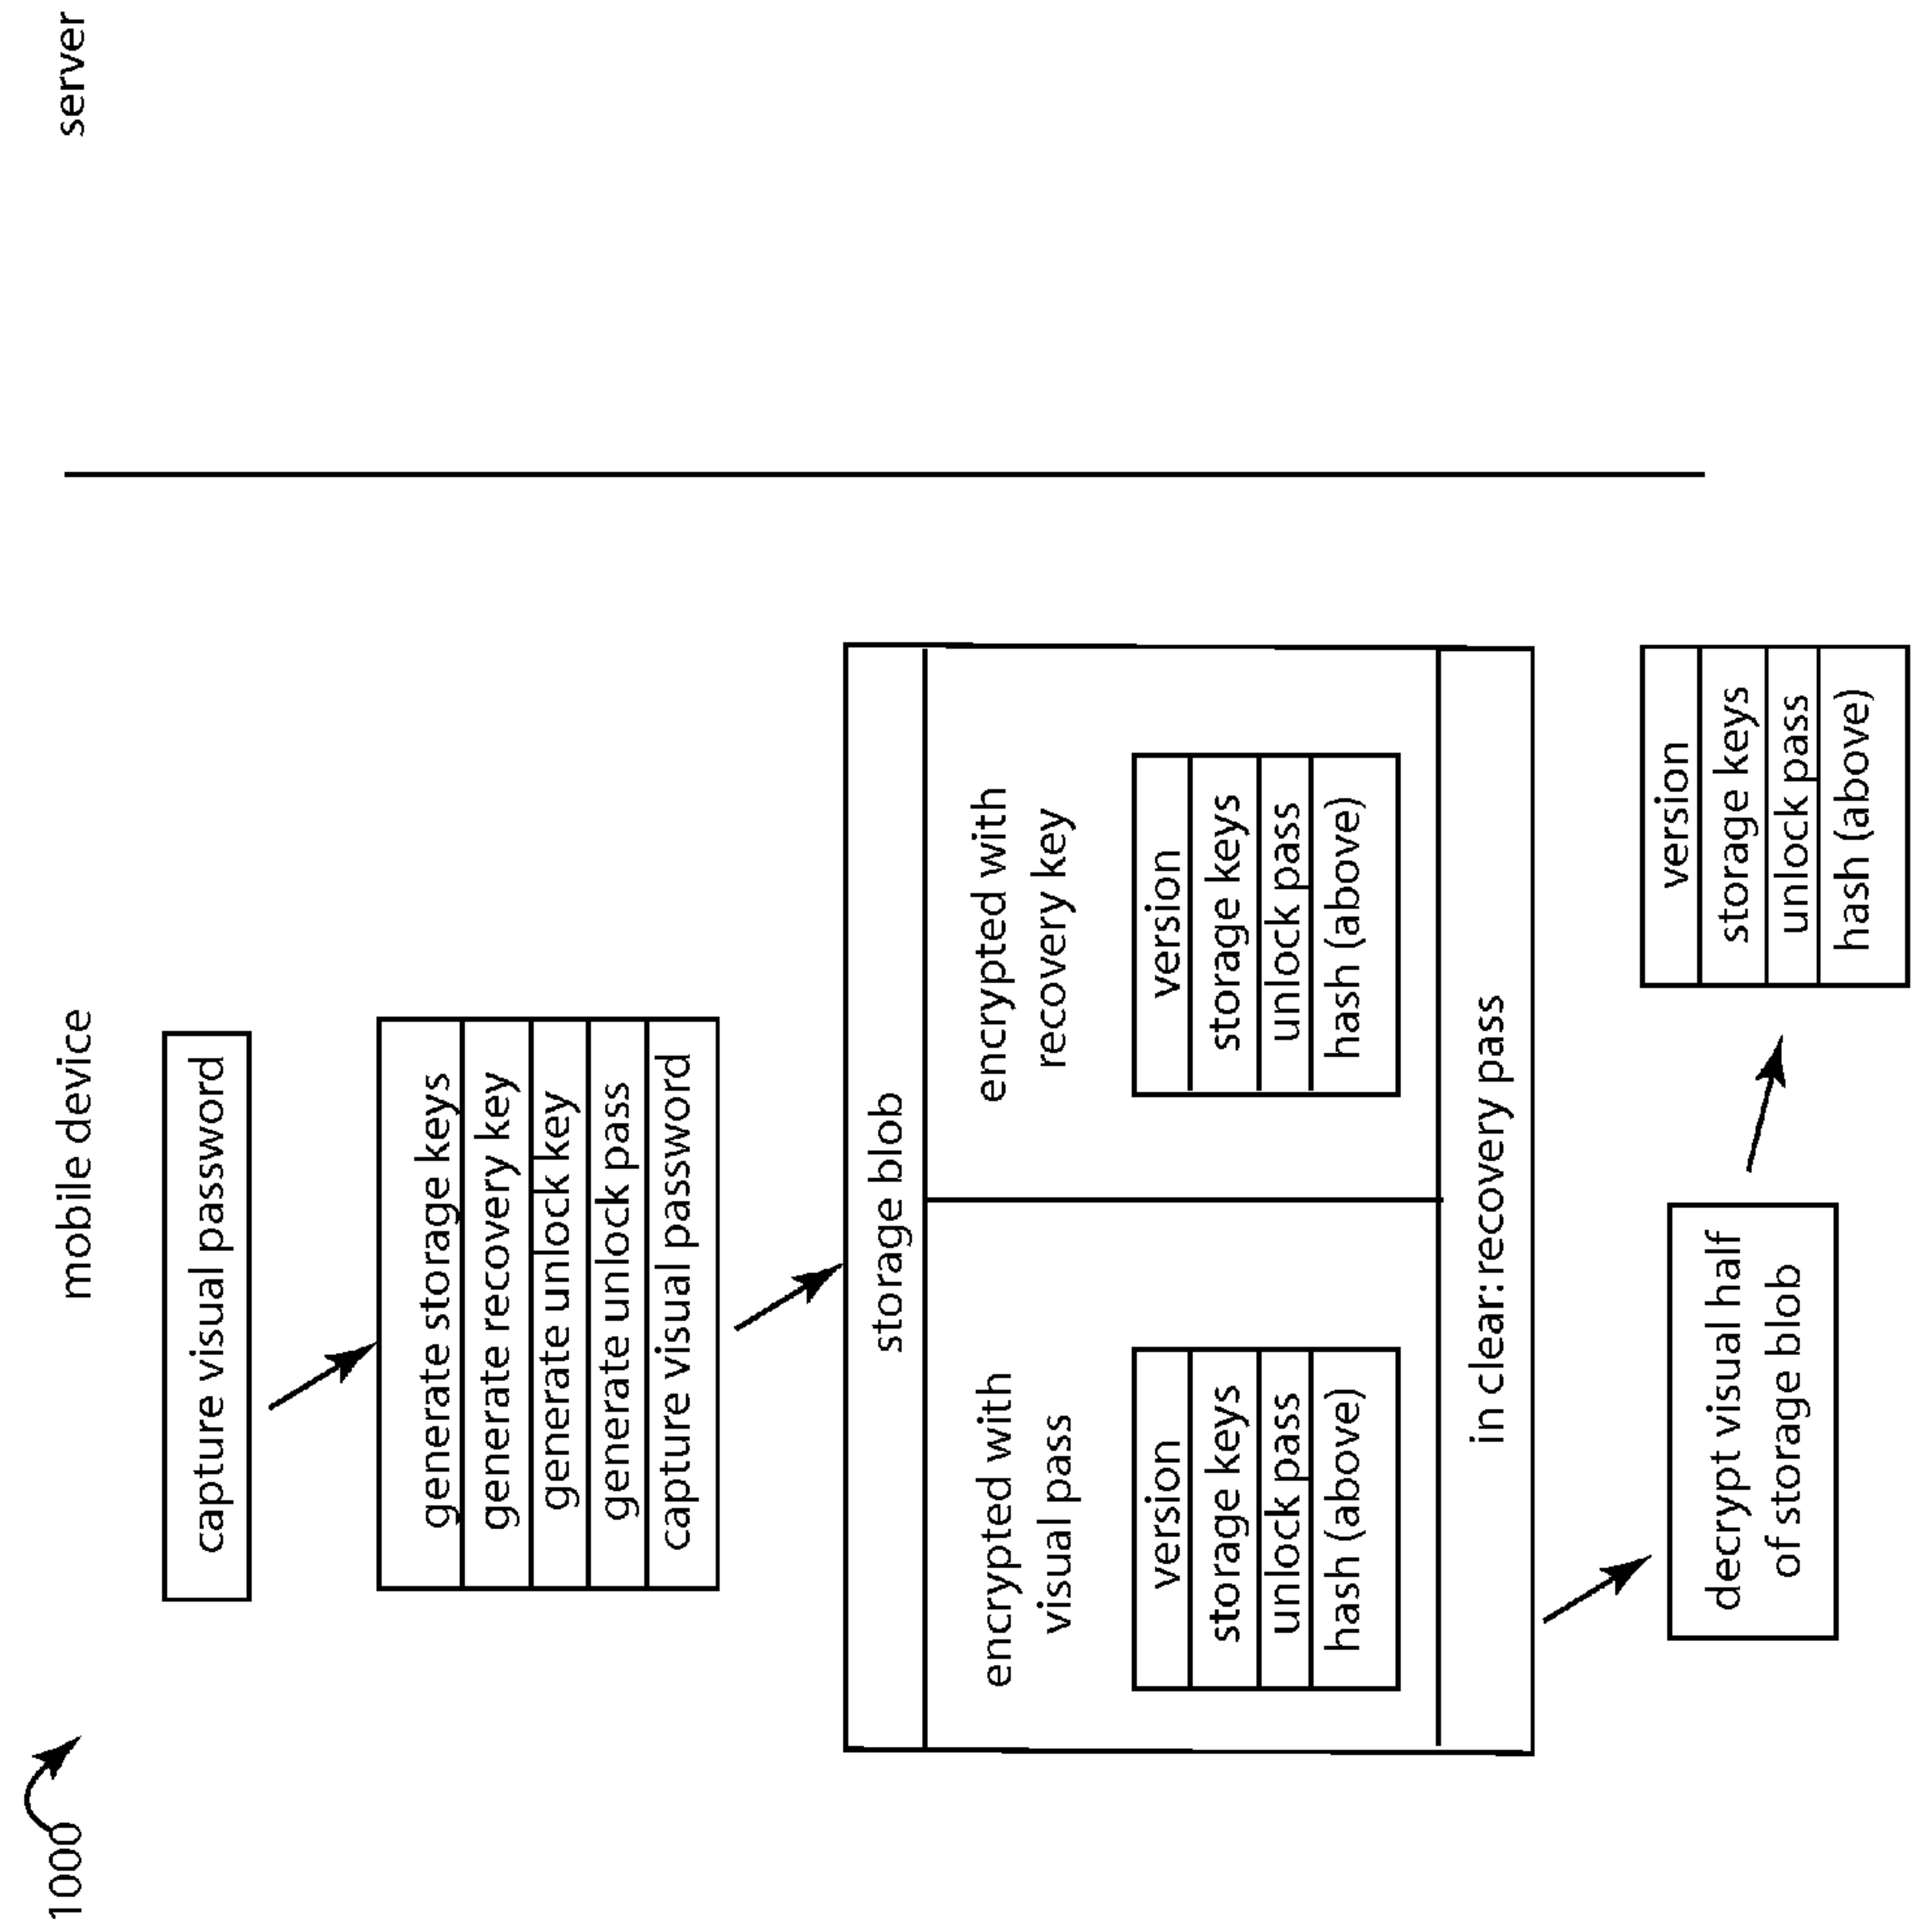 1000
mobile device
server
capture visual password
generate storage keys
generate recovery key
generate unlock key
generate unlock pass
capture visual password
storage blob
encrypted with
visual pass
version
storage keys
unlock pass
hash (above)
encrypted with
recovery key
version
storage keys
unlock pass
hash (above)
in clear: recovery pass
decrypt visual half
of storage blob
version
storage keys
unlock pass
hash (above)